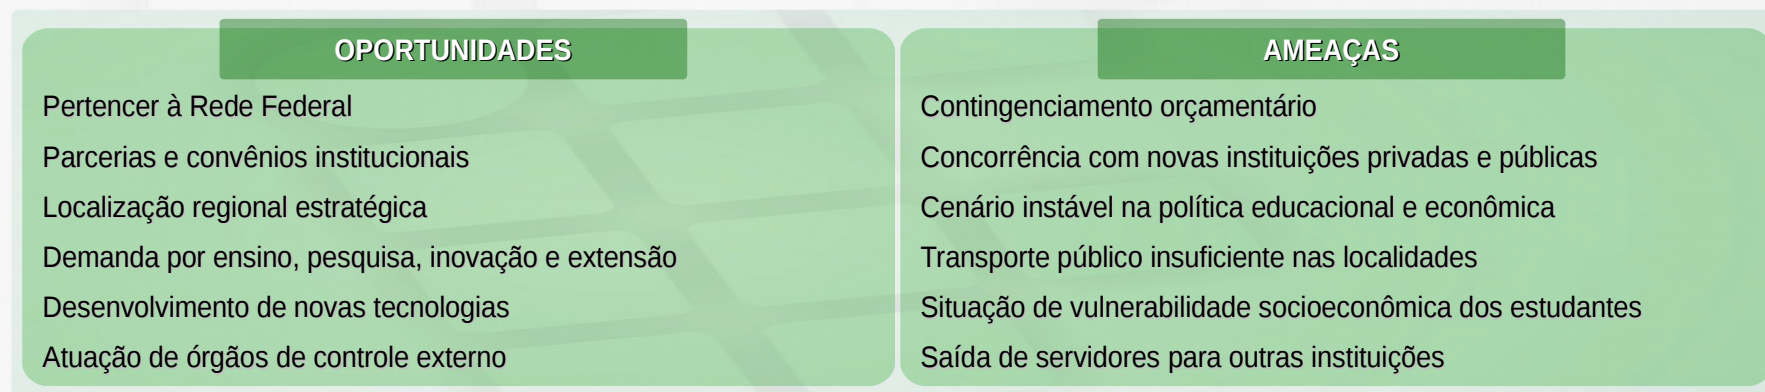 OPORTUNIDADES
Pertencer à Rede Federal
Parcerias e convênios institucionais
Localização regional estratégica
Demanda por ensino, pesquisa, inovação e extensão
Desenvolvimento de novas tecnologias
Atuação de órgãos de controle externo
AMEAÇAS
Contingenciamento orçamentário
Concorrência com novas instituições privadas e públicas
Cenário instável na política educacional e econômica
Transporte público insuficiente nas localidades
Situação de vulnerabilidade socioeconômica dos estudantes
Saída de servidores para outras instituições